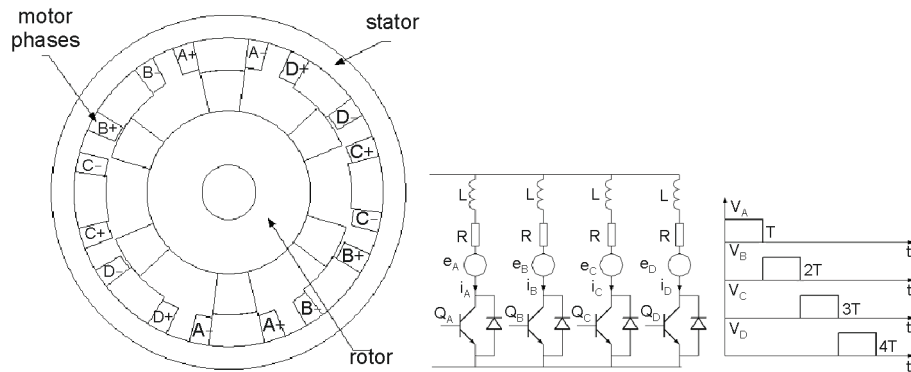 motor
phases
stator
A+
A-
B-
D+
B+
D-
C-
C+
C+
C-
D-
B+
D+
B-
A-
A+
rotor
L L L L
R R R R
eA eB eC eD
iA iB iC iD
QA QB QC QD
VA
T
t
VB
2T
t
VC
3T
t
VD
4T
t